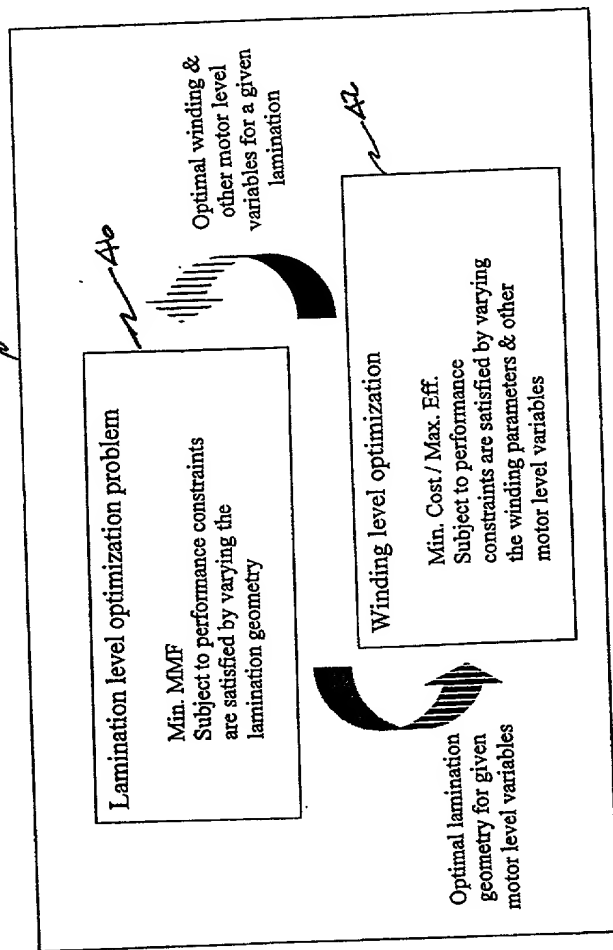 Lamination level optimization problem
Min. MMF
Subject to performance constraints
are satisfied by varying the
lamination geometry
46
Optimal winding &
other motor level
variables for a given
lamination
Optimal lamination
geometry for given
motor level variables
Winding level optimization
Min. Cost / Max. Eff.
Subject to performance
constraints are satisfied by varying
the winding parameters & other
motor level variables
42